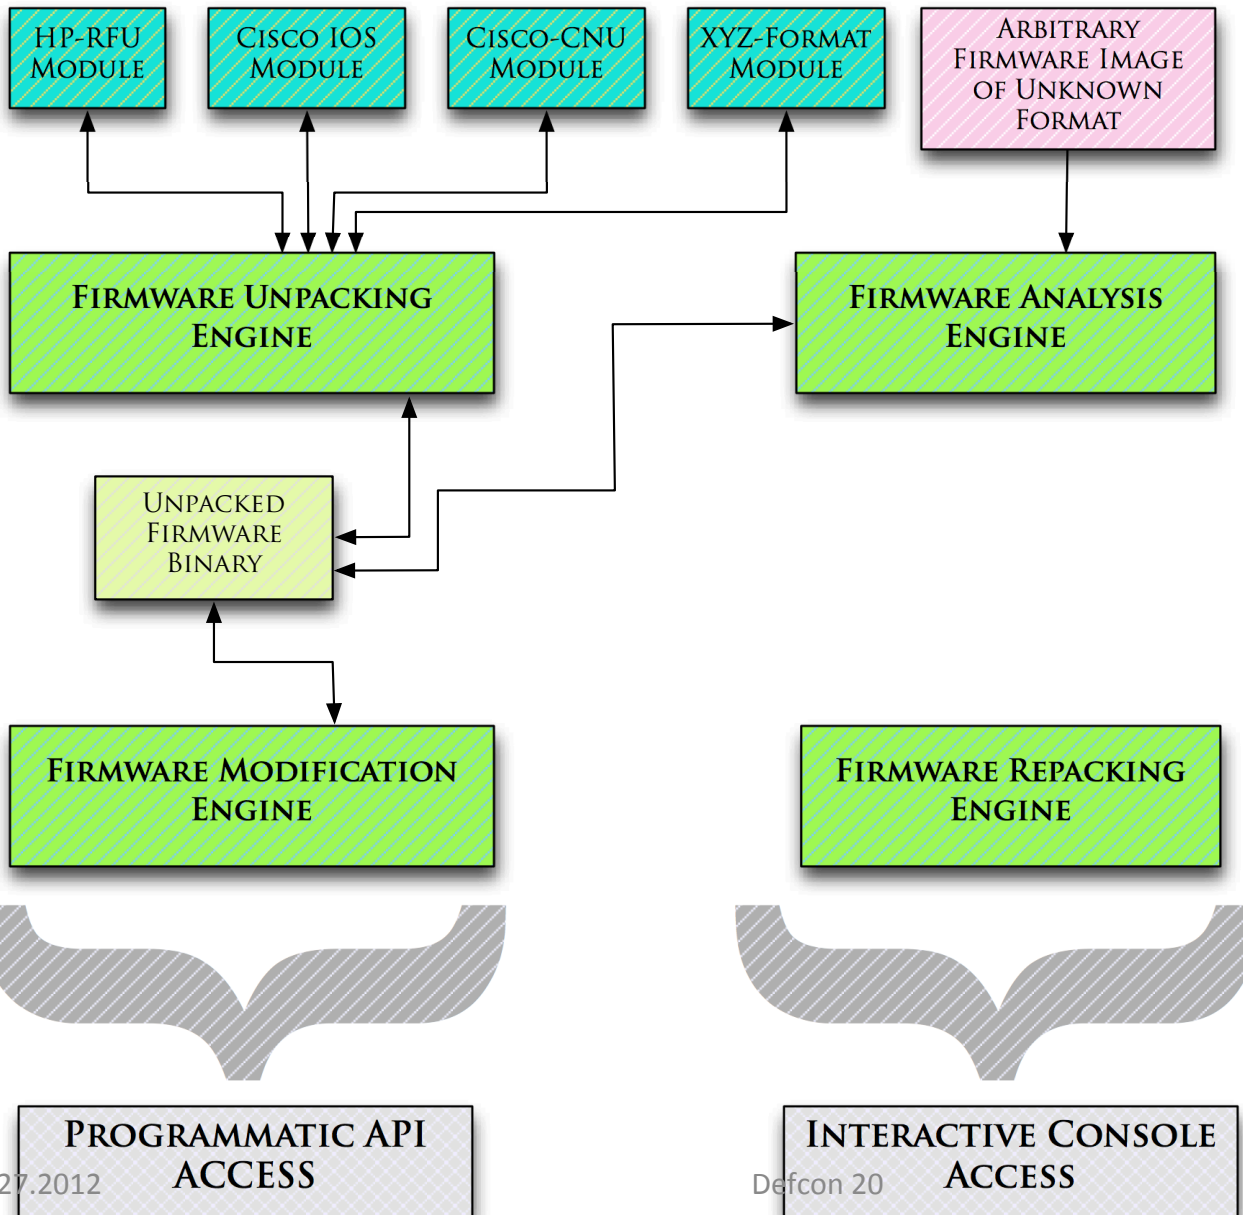 HP-RFU
MODULE
CISCO IOS
MODULE
CISCO-CNU
MODULE
XYZ-FORMAT
MODULE
ARBITRARY
FIRMWARE IMAGE
OF UNKNOWN
FORMAT
FIRMWARE UNPACKING
ENGINE
FIRMWARE ANALYSIS
ENGINE
UNPACKED
FIRMWARE
BINARY
FIRMWARE MODIFICATION
ENGINE
FIRMWARE REPACKING
ENGINE
PROGRAMMATIC API
ACCESS
INTERACTIVE CONSOLE
ACCESS
27.2012
Defcon 20